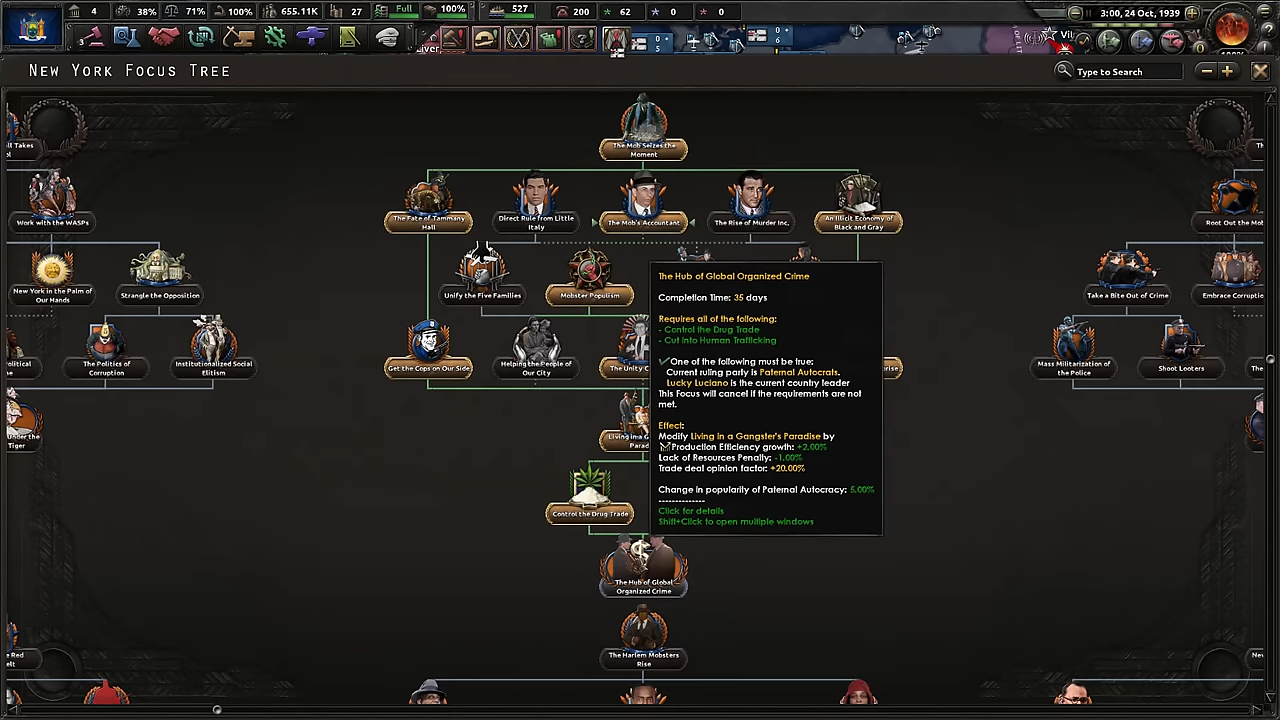 4 38% 71% 100% 655.11K 27 Full 100% 527 200 62 0 0 3:00, 24 Oct, 1939
New York Focus Tree
Type to Search
The Mob Seizes the
Moment
Work with the WASPs
The Fate of Tammany
Hall
Direct Rule from Little
Italy
The Mob's Accountant
The Rise of Murder Inc.
An Illicit Economy of
Black and Gray
New York in the Palm of
Our Hands
Strangle the Opposition
Unify the Five Families
Mobster Populism
Take a Bite Out of Crime
The Politics of
Corruption
Institutionalized Social
Elitism
Get the Cops on Our Side
Helping the People of
Our City
Mass Militarization of
the Police
Shoot Looters
Control the Drug Trade
The Hub of Global
Organized Crime
The Harlem Mobsters
Rise
The Hub of Global Organized Crime
Completion Time: 35 days
Requires all of the following:
- Control the Drug Trade
- Cut into Human Trafficking
One of the following must be true:
Current ruling party is Paternal Autocrats.
Lucky Luciano is the current country leader
This Focus will cancel if the requirements are not
met.
Effect:
Modify Living in a Gangster's Paradise by
Production Efficiency growth: +2.00%
Lack of Resources Penalty: -1.00%
Trade deal opinion factor: +20.00%
Change in popularity of Paternal Autocracy: 5.00%
--------------
Click for details
Shift+Click to open multiple windows